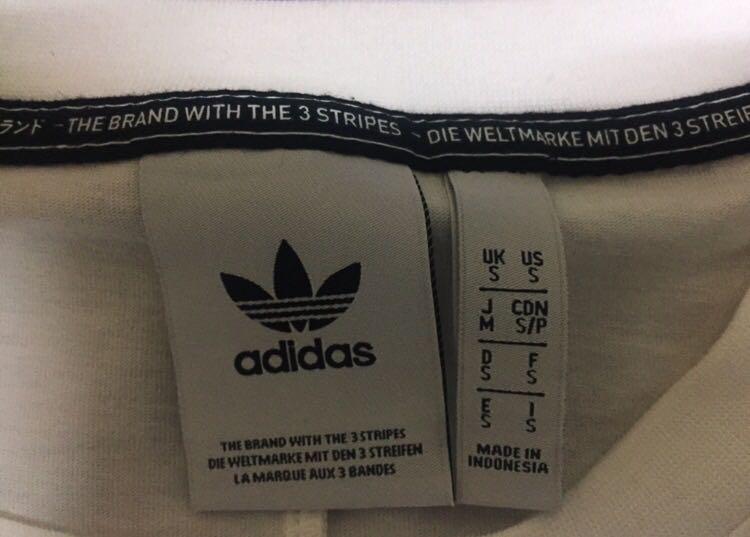 ランド - THE BRAND WITH THE 3 STRIPES - DIE WELTMARKE MIT DEN 3 STREIFE
adidas
THE BRAND WITH THE 3 STRIPES
DIE WELTMARKE MIT DEN 3 STREIFEN
LA MARQUE AUX 3 BANDES
UK US
S S
J CDN
M S/P
D F
S S
E I
S S
MADE IN
INDONESIA